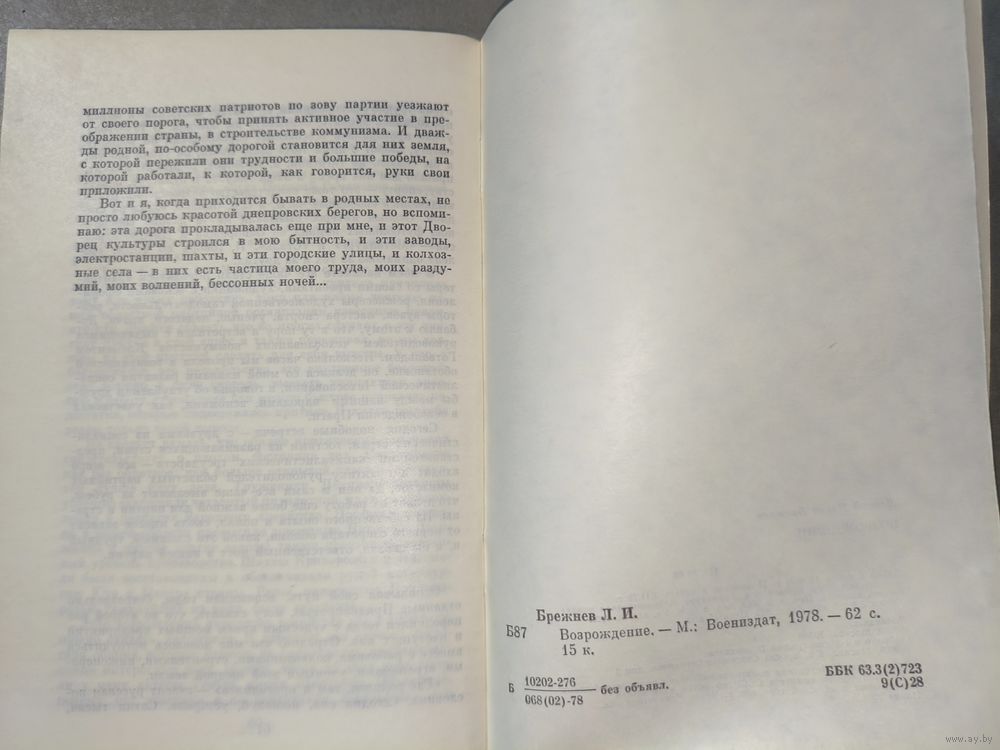 миллионы советских патриотов по зову партии уезжают
от своего порога, чтобы принять активное участие в пре-
ображении страны, в строительстве коммунизма. И дваж-
ды родной, по-особому дорогой становится для них земля,
с которой пережили они трудности и большие победы, на
которой работали, к которой, как говорится, руки свои
приложили.
Вот и я, когда приходится бывать в родных местах, не
просто любуюсь красотой днепровских берегов, но вспоми-
наю: эта дорога прокладывалась еще при мне, и этот Дво-
рец культуры строился в мою бытность, и эти заводы,
электростанции, шахты, и эти городские улицы, и колхоз-
ные села — в них есть частица моего труда, моих разду-
мий, моих волнений, бессонных ночей...
Брежнев Л. И.
Б87 Возрождение. — М.: Воениздат, 1978. — 62 с.
15 к.
Б 10202-276
068(02)-78 без объявл.
ББК 63.3(2)723
9(С)28
www.ay.by